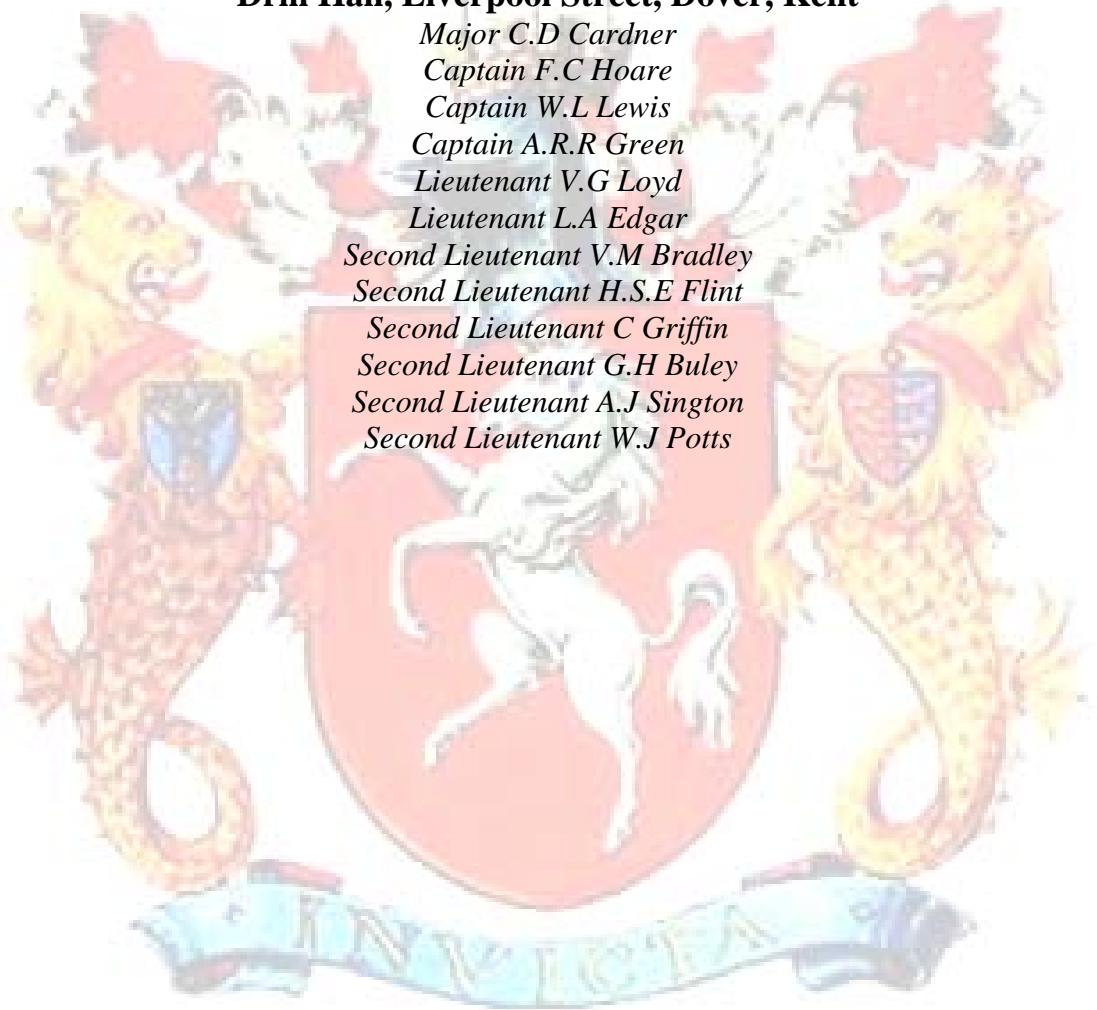 Drill Hall, Liverpool Street, Dover, Kent
Major C.D Cardner
Captain F.C Hoare
Captain W.L Lewis
Captain A.R.R Green
Lieutenant V.G Loyd
Lieutenant L.A Edgar
Second Lieutenant V.M Bradley
Second Lieutenant H.S.E Flint
Second Lieutenant C Griffin
Second Lieutenant G.H Buley
Second Lieutenant A.J Sington
Second Lieutenant W.J Potts
INVICTA